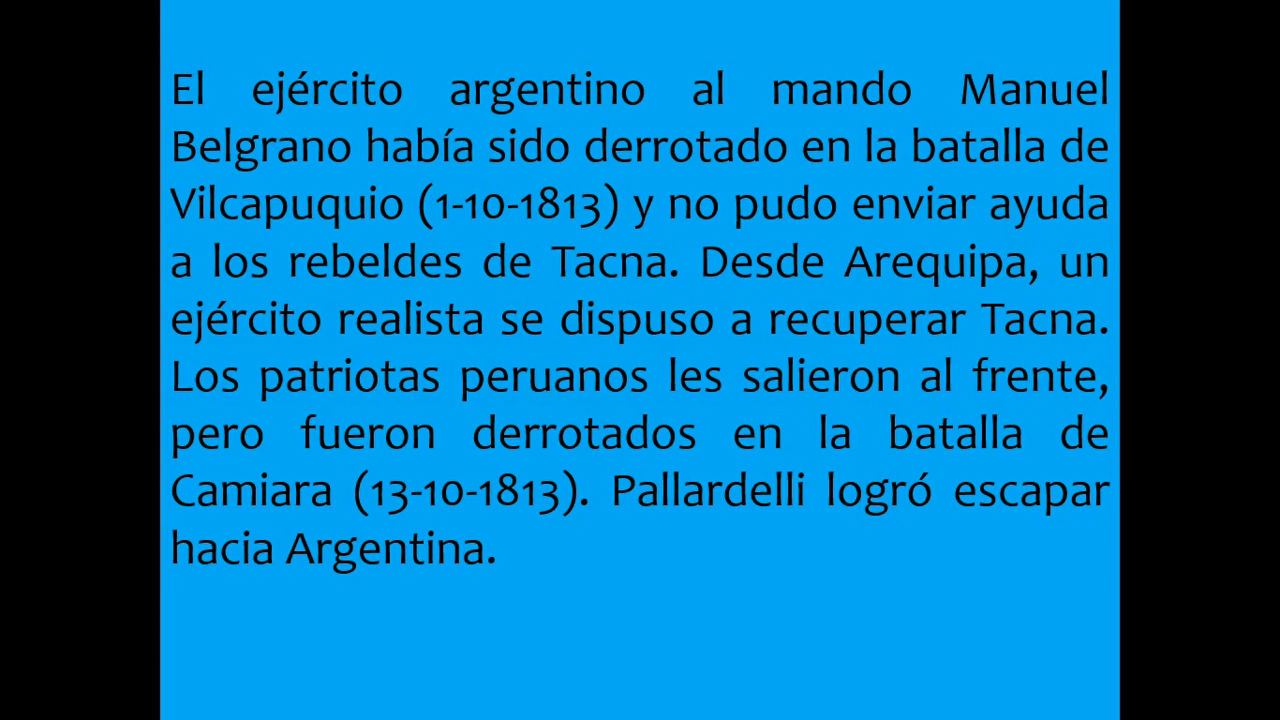 El ejército argentino al mando Manuel
Belgrano había sido derrotado en la batalla de
Vilcapuquio (1-10-1813) y no pudo enviar ayuda
a los rebeldes de Tacna. Desde Arequipa, un
ejército realista se dispuso a recuperar Tacna.
Los patriotas peruanos les salieron al frente,
pero fueron derrotados en la batalla de
Camiara (13-10-1813). Pallardelli logró escapar
hacia Argentina.